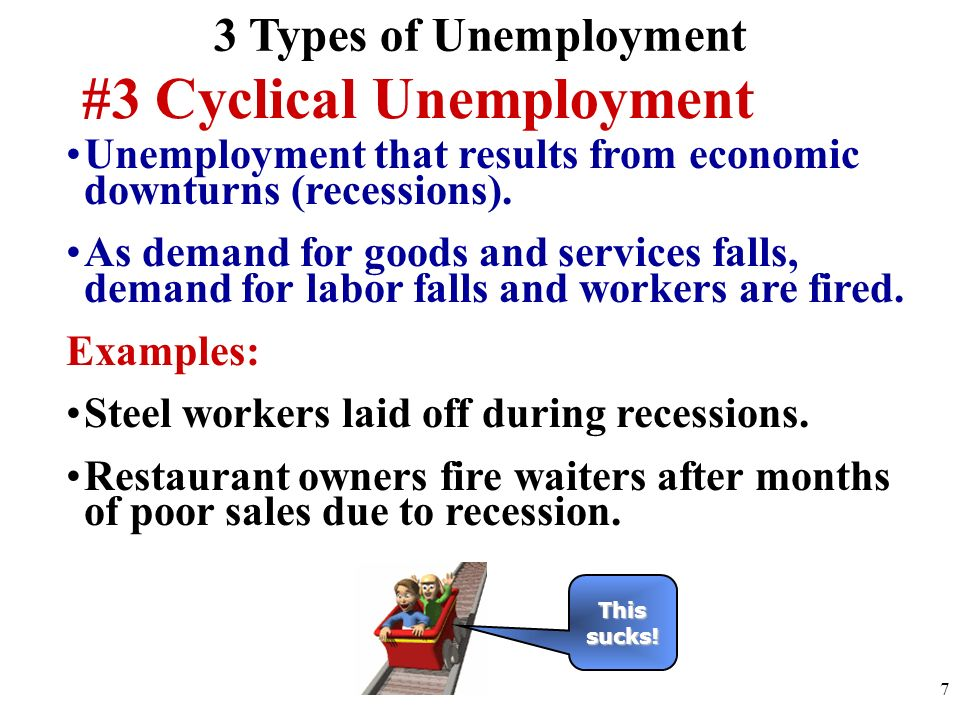 3 Types of Unemployment
#3 Cyclical Unemployment
•Unemployment that results from economic
downturns (recessions).
•As demand for goods and services falls,
demand for labor falls and workers are fired.
Examples:
•Steel workers laid off during recessions.
•Restaurant owners fire waiters after months
of poor sales due to recession.
This
sucks!
7